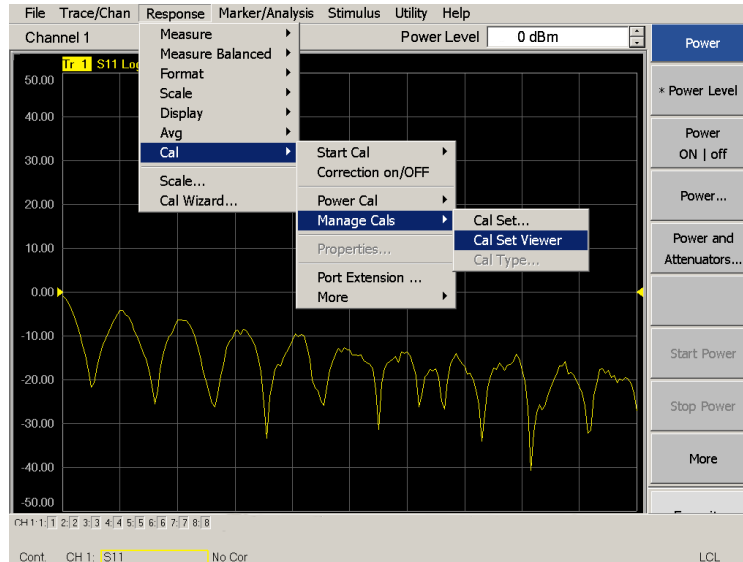 File Trace/Chan Response Marker/Analysis Stimulus Utility Help
Channel 1
Power Level 0 dBm
Tr 1 S11
Measure
Measure Balanced
Format
Scale
Display
Avg
Cal
Scale...
Cal Wizard...
Start Cal
Correction on/OFF
Power Cal
Manage Cals
Properties...
Port Extension ...
More
Cal Set...
Cal Set Viewer
Cal Type...
50.00
40.00
30.00
20.00
10.00
0.00
-10.00
-20.00
-30.00
-40.00
-50.00
Power
* Power Level
Power
ON | off
Power...
Power and
Attenuators...
Start Power
Stop Power
More
CH 1: 1: 1 2: 2 3: 3 4: 4 5: 5 6: 6 7: 7 8: 8
Cont. CH 1: S11 No Cor LCL